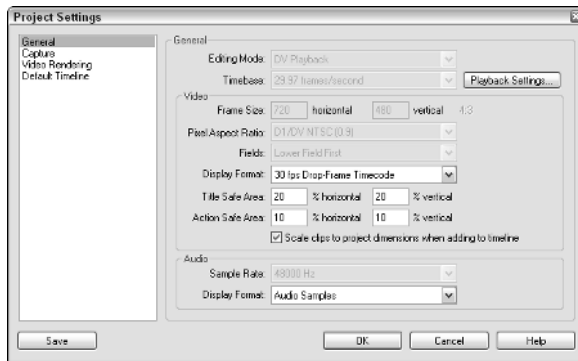 Project Settings
General
Capture
Video Rendering
Default Timeline
General
Editing Mode: DV Playback
Timebase: 29.97 frames/second Playback Settings...
Video
Frame Size: 720 horizontal 480 vertical 4:3
Pixel Aspect Ratio: D1/DV NTSC (0.9)
Fields: Lower Field First
Display Format: 30 fps Drop-Frame Timecode
Title Safe Area: 20 % horizontal 20 % vertical
Action Safe Area: 10 % horizontal 10 % vertical
Scale clips to project dimensions when adding to timeline
Audio
Sample Rate: 48000 Hz
Display Format: Audio Samples
Save OK Cancel Help